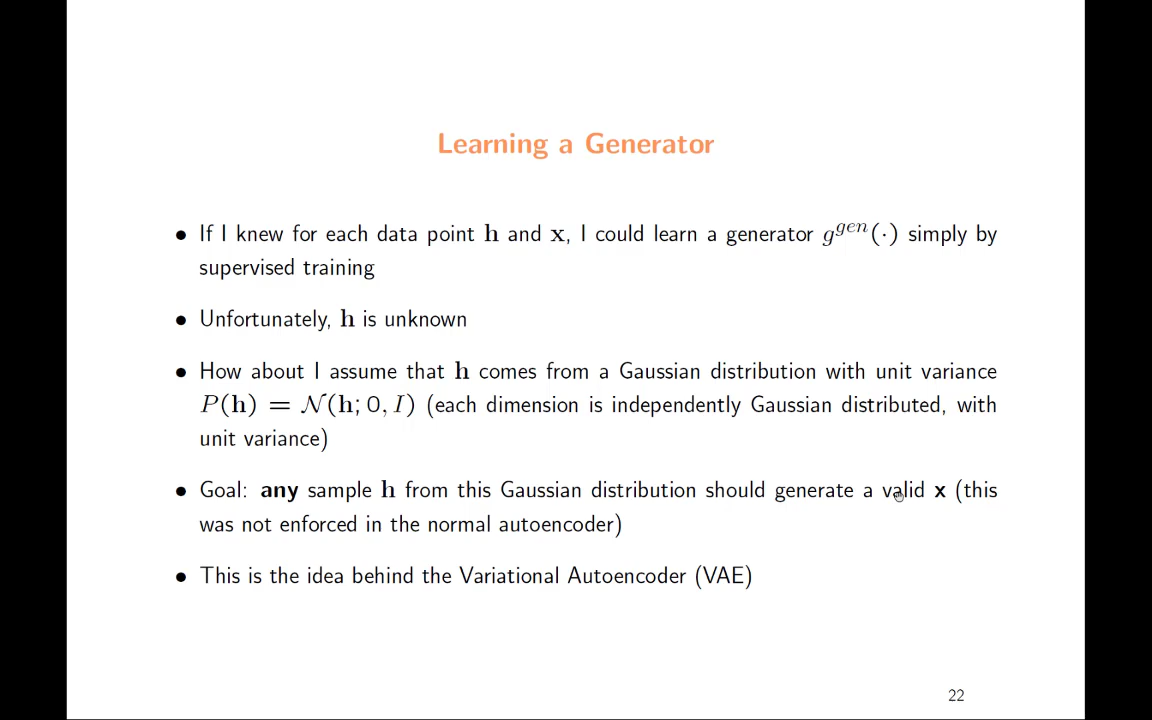 Learning a Generator
• If I knew for each data point h and x, I could learn a generator g^{gen}(·) simply by
supervised training
• Unfortunately, h is unknown
• How about I assume that h comes from a Gaussian distribution with unit variance
P(h) = 𝒩(h; 0, I) (each dimension is independently Gaussian distributed, with
unit variance)
• Goal: any sample h from this Gaussian distribution should generate a valid x (this
was not enforced in the normal autoencoder)
• This is the idea behind the Variational Autoencoder (VAE)
22